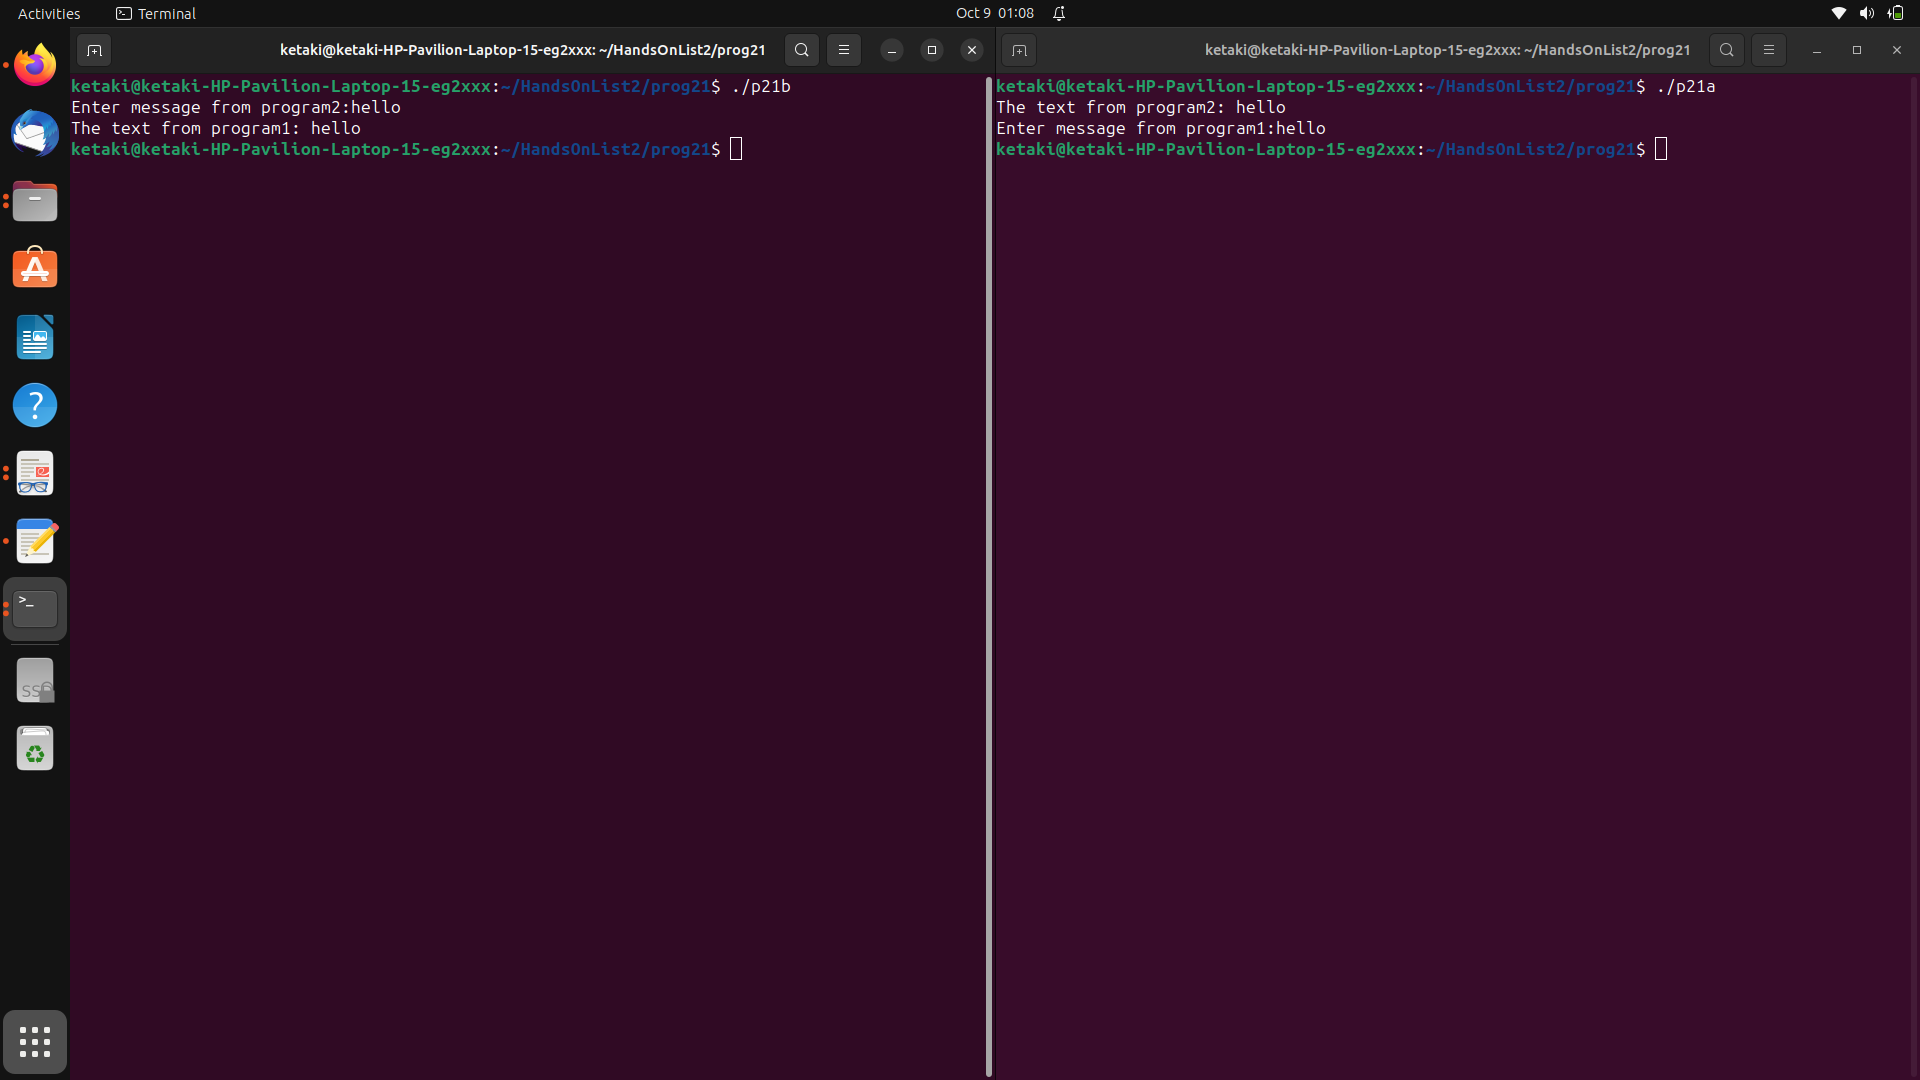 Activities
Terminal
Oct 9 01:08
ketaki@ketaki-HP-Pavilion-Laptop-15-eg2xxx: ~/HandsOnList2/prog21
ketaki@ketaki-HP-Pavilion-Laptop-15-eg2xxx:~/HandsOnList2/prog21$ ./p21b
Enter message from program2:hello
The text from program1: hello
ketaki@ketaki-HP-Pavilion-Laptop-15-eg2xxx:~/HandsOnList2/prog21$
ketaki@ketaki-HP-Pavilion-Laptop-15-eg2xxx: ~/HandsOnList2/prog21
ketaki@ketaki-HP-Pavilion-Laptop-15-eg2xxx:~/HandsOnList2/prog21$ ./p21a
The text from program2: hello
Enter message from program1:hello
ketaki@ketaki-HP-Pavilion-Laptop-15-eg2xxx:~/HandsOnList2/prog21$